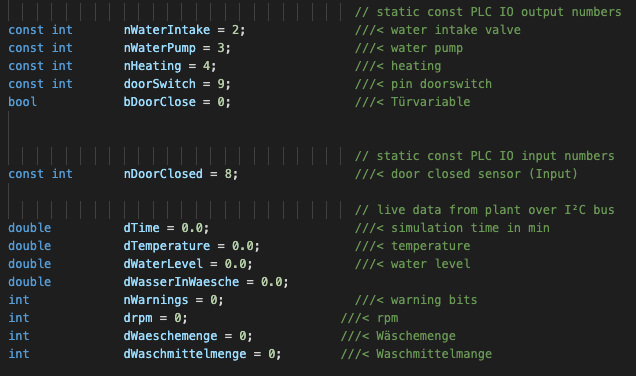 // static const PLC IO output numbers
const int nWaterIntake = 2; ///< water intake valve
const int nWaterPump = 3; ///< water pump
const int nHeating = 4; ///< heating
const int doorSwitch = 9; ///< pin doorswitch
bool bDoorClose = 0; ///< Türvariable
// static const PLC IO input numbers
const int nDoorClosed = 8; ///< door closed sensor (Input)
// live data from plant over I²C bus
double dTime = 0.0; ///< simulation time in min
double dTemperature = 0.0; ///< temperature
double dWaterLevel = 0.0; ///< water level
double dWasserInWaesche = 0.0;
int nWarnings = 0; ///< warning bits
int drpm = 0; ///< rpm
int dWaeschemenge = 0; ///< Wäschemenge
int dWaschmittelmenge = 0; ///< Waschmittelmange